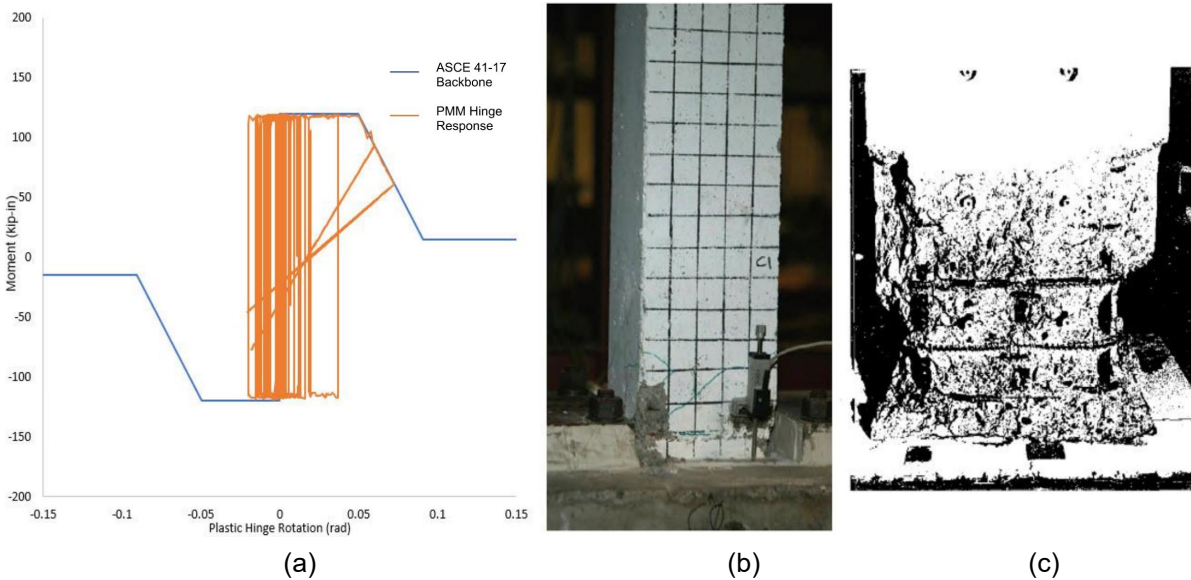 200
150
100
50
0
-50
-100
-150
-200
Moment (kip-in)
-0.15
-0.1
-0.05
0
0.05
0.1
0.15
Plastic Hinge Rotation (rad)
ASCE 41-17
Backbone
PMM Hinge
Response
C1
(a)
(b)
(c)